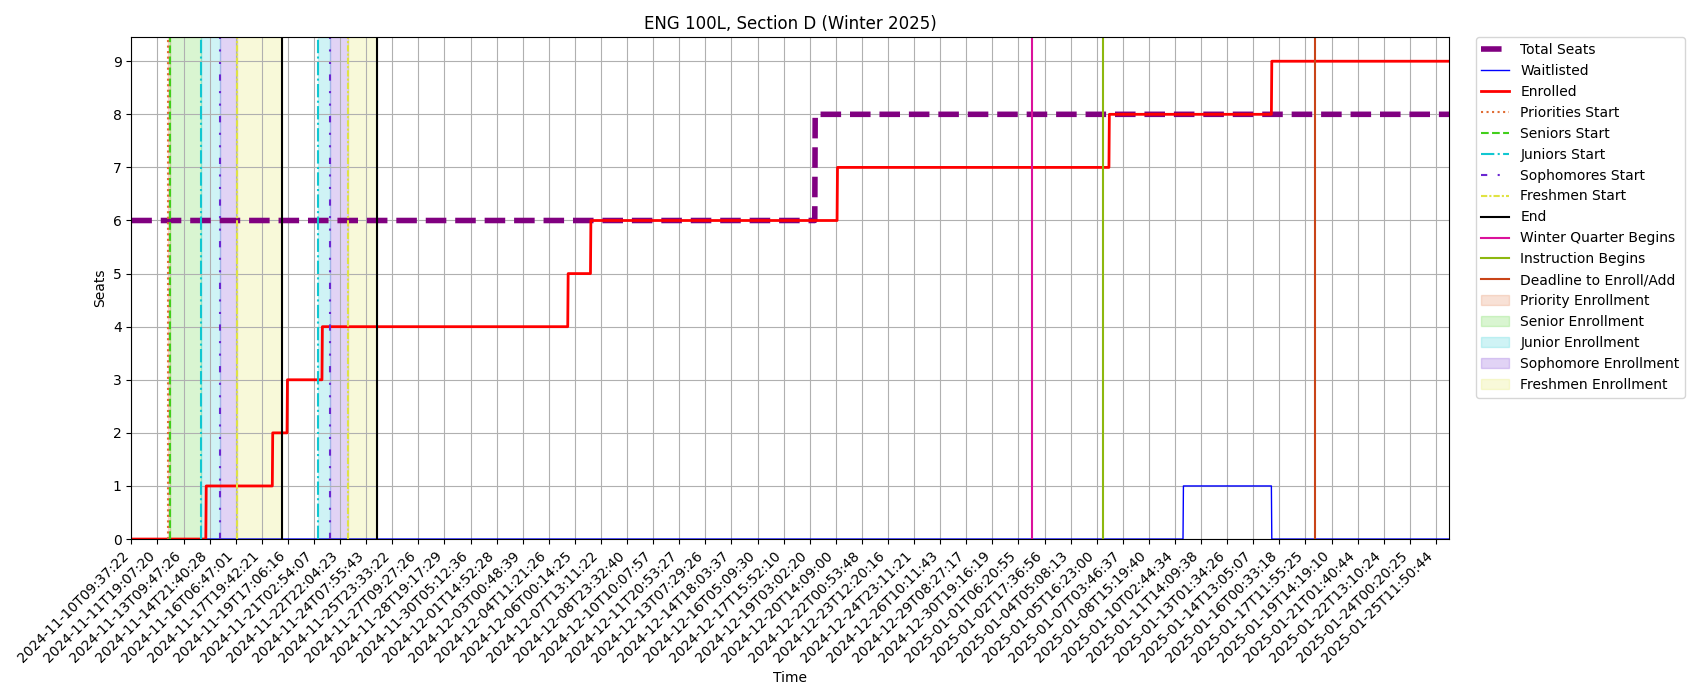 ENG 100L, Section D (Winter 2025)
Seats
9
8
7
6
5
4
3
2
1
0
2024-11-10T09:37:22
2024-11-11T19:07:20
2024-11-13T09:47:26
2024-11-14T21:40:28
2024-11-16T06:47:01
2024-11-17T19:42:21
2024-11-19T17:06:16
2024-11-21T02:54:07
2024-11-22T22:04:23
2024-11-24T07:55:43
2024-11-25T23:33:22
2024-11-27T09:27:26
2024-11-28T19:17:29
2024-11-30T05:12:36
2024-12-01T14:52:28
2024-12-03T00:48:39
2024-12-04T11:21:26
2024-12-06T00:14:25
2024-12-07T13:11:22
2024-12-08T23:32:40
2024-12-10T10:07:57
2024-12-11T20:53:27
2024-12-13T07:29:26
2024-12-14T18:03:37
2024-12-16T05:09:30
2024-12-17T15:52:10
2024-12-19T03:02:20
2024-12-20T14:09:00
2024-12-22T00:53:48
2024-12-23T12:20:16
2024-12-24T23:11:21
2024-12-26T10:11:43
2024-12-29T08:27:17
2024-12-30T19:16:19
2025-01-01T06:20:55
2025-01-02T17:36:56
2025-01-04T05:08:13
2025-01-05T16:23:00
2025-01-07T03:46:37
2025-01-08T15:19:40
2025-01-10T02:44:34
2025-01-11T14:09:38
2025-01-13T01:34:26
2025-01-14T13:05:07
2025-01-16T00:33:18
2025-01-17T11:55:25
2025-01-19T14:19:10
2025-01-21T01:40:44
2025-01-22T13:10:24
2025-01-24T00:20:25
2025-01-25T11:50:44
Time
Total Seats
Waitlisted
Enrolled
Priorities Start
Seniors Start
Juniors Start
Sophomores Start
Freshmen Start
End
Winter Quarter Begins
Instruction Begins
Deadline to Enroll/Add
Priority Enrollment
Senior Enrollment
Junior Enrollment
Sophomore Enrollment
Freshmen Enrollment